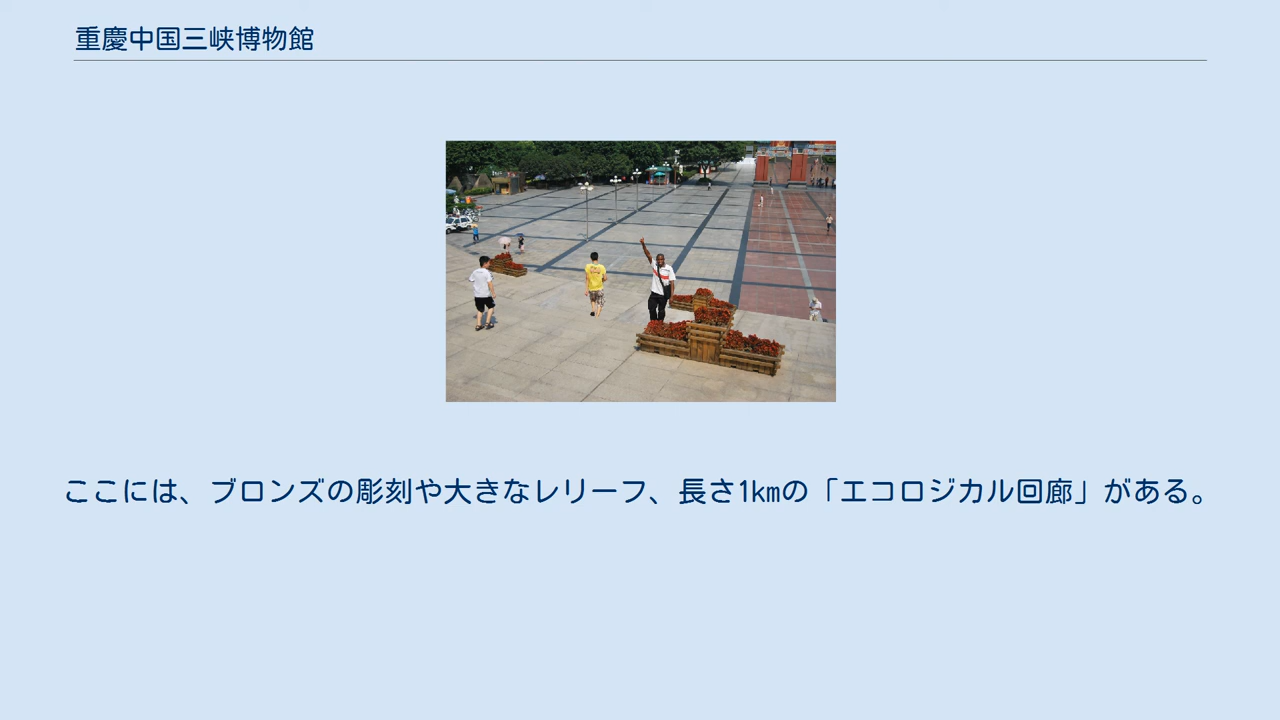 重慶中国三峡博物館
ここには、ブロンズの彫刻や大きなレリーフ、長さ1kmの「エコロジカル回廊」がある。